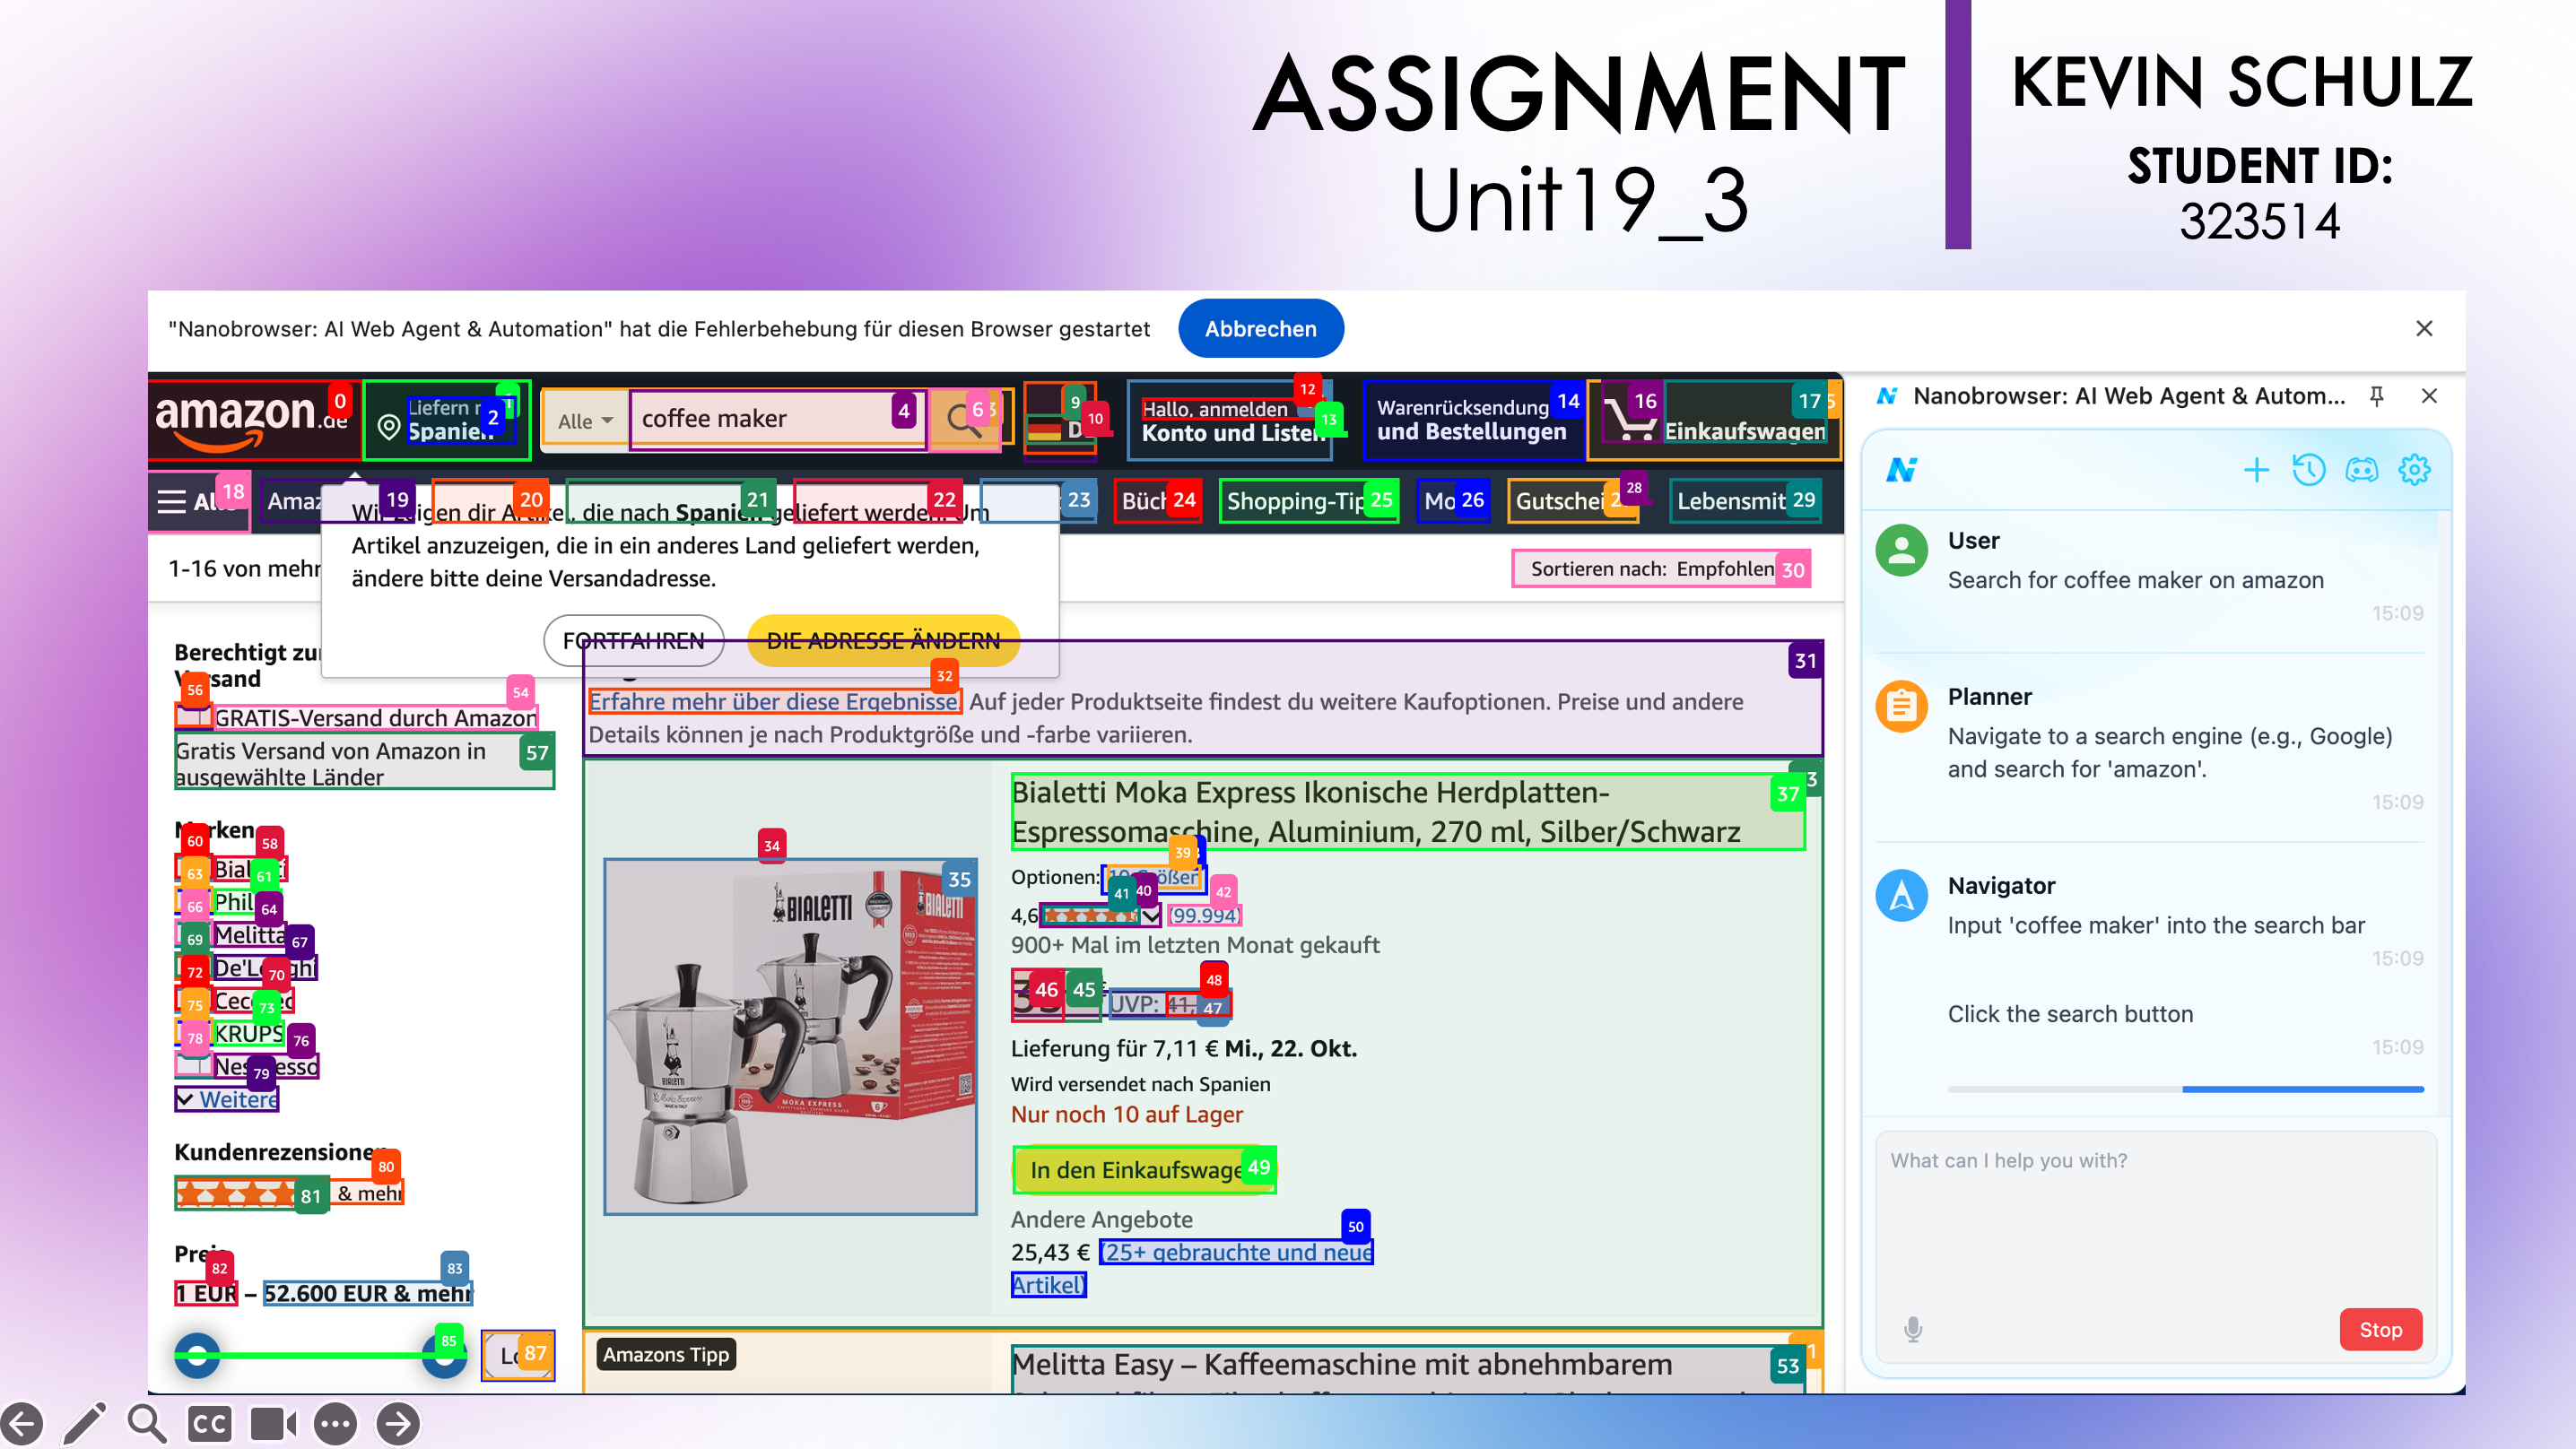 ASSIGNMENT
Unit19_3
KEVIN SCHULZ
STUDENT ID:
323514
"Nanobrowser: AI Web Agent & Automation" hat die Fehlerbehebung für diesen Browser gestartet
Abbrechen
amazon.de
0
Liefern
1
2
Spanien
Alle
coffee maker
4
6
9
10
12
Hallo, anmelden
13
Konto und Listen
14
Warenrücksendung
und Bestellungen
16
17
Einkaufswagen
18
19
20
21
22
23
24
Shopping-Tip
25
26
28
Lebensmit
29
Wir zeigen dir Artikel, die nach Spanien geliefert werden. Um
Artikel anzuzeigen, die in ein anderes Land geliefert werden,
ändere bitte deine Versandadresse.
FORTFAHREN
DIE ADRESSE ÄNDERN
1-16 von mehr
Sortieren nach: Empfohlen
30
Berechtigt zu
Versand
56
54
GRATIS-Versand durch Amazon
Gratis Versand von Amazon in
57
ausgewählte Länder
Marken
60
58
63
61
66
64
Melitta
69
67
De'Longhi
72
70
75
73
KRUPS
78
76
Nespresso
79
Weitere
Kundenrezensionen
80
81
& mehr
Preis
82
83
1 EUR – 52.600 EUR & mehr
85
87
31
32
Erfahre mehr über diese Ergebnisse. Auf jeder Produktseite findest du weitere Kaufoptionen. Preise und andere
Details können je nach Produktgröße und -farbe variieren.
34
35
BIALETTI
BIALETTI
BIALETTI
Moka Express
MOKA EXPRESS
6
Bialetti Moka Express Ikonische Herdplatten-
37
Espressomaschine, Aluminium, 270 ml, Silber/Schwarz
39
Optionen: 10 Größen
41
40
42
4,6
(99.994)
900+ Mal im letzten Monat gekauft
46
45
48
UVP: 41,
47
Lieferung für 7,11 € Mi., 22. Okt.
Wird versendet nach Spanien
Nur noch 10 auf Lager
In den Einkaufswage
49
Andere Angebote
50
25,43 € (25+ gebrauchte und neue
Artikel)
Amazons Tipp
Melitta Easy – Kaffeemaschine mit abnehmbarem
53
Nanobrowser: AI Web Agent & Autom...
User
Search for coffee maker on amazon
15:09
Planner
Navigate to a search engine (e.g., Google)
and search for 'amazon'.
15:09
Navigator
Input 'coffee maker' into the search bar
15:09
Click the search button
15:09
What can I help you with?
Stop
CC